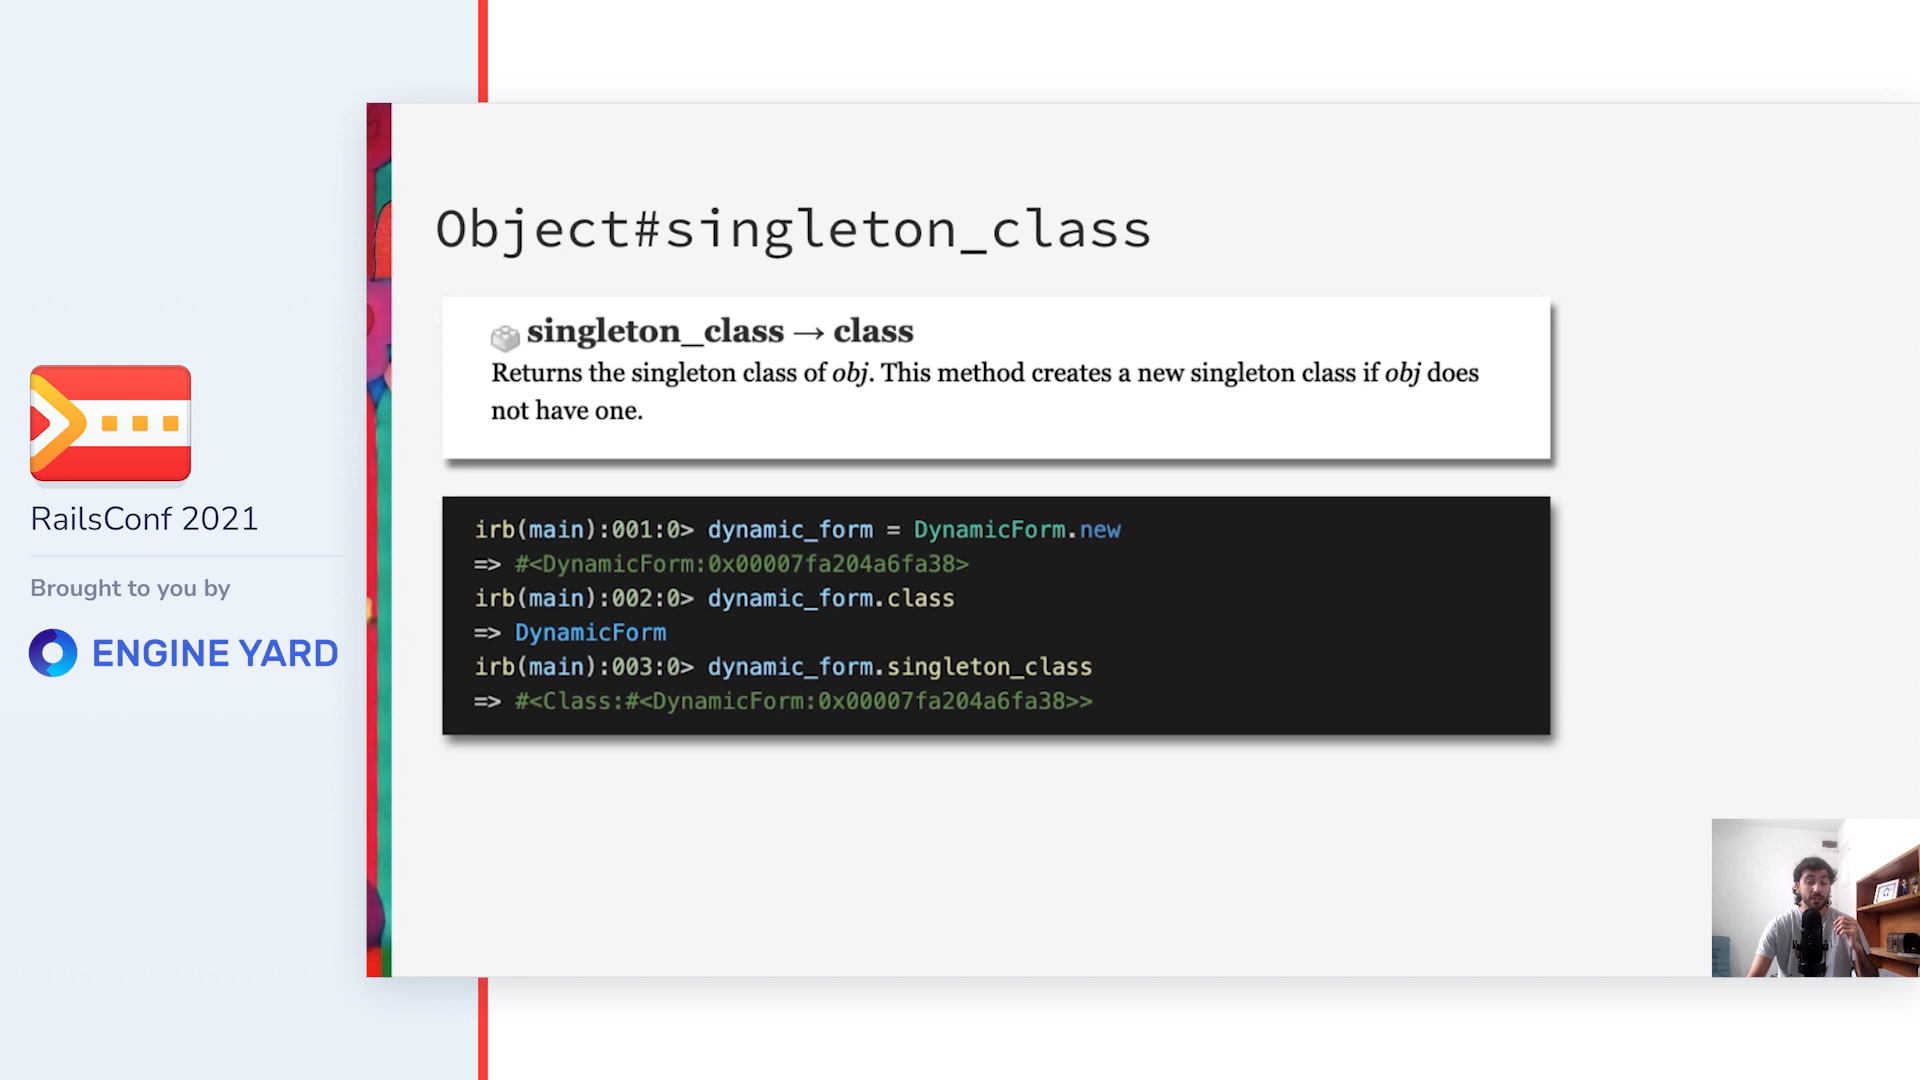 RailsConf 2021
Brought to you by
ENGINE YARD
Object#singleton_class
singleton_class → class
Returns the singleton class of obj. This method creates a new singleton class if obj does
not have one.
irb(main):001:0> dynamic_form = DynamicForm.new
=> #<DynamicForm:0x00007fa204a6fa38>
irb(main):002:0> dynamic_form.class
=> DynamicForm
irb(main):003:0> dynamic_form.singleton_class
=> #<Class:#<DynamicForm:0x00007fa204a6fa38>>